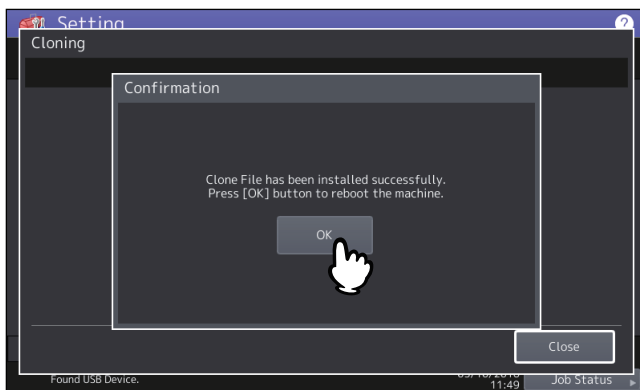 Setting
?
Cloning
Confirmation
Clone File has been installed successfully.
Press [OK] button to reboot the machine.
OK
Close
Found USB Device.
11:49
Job Status